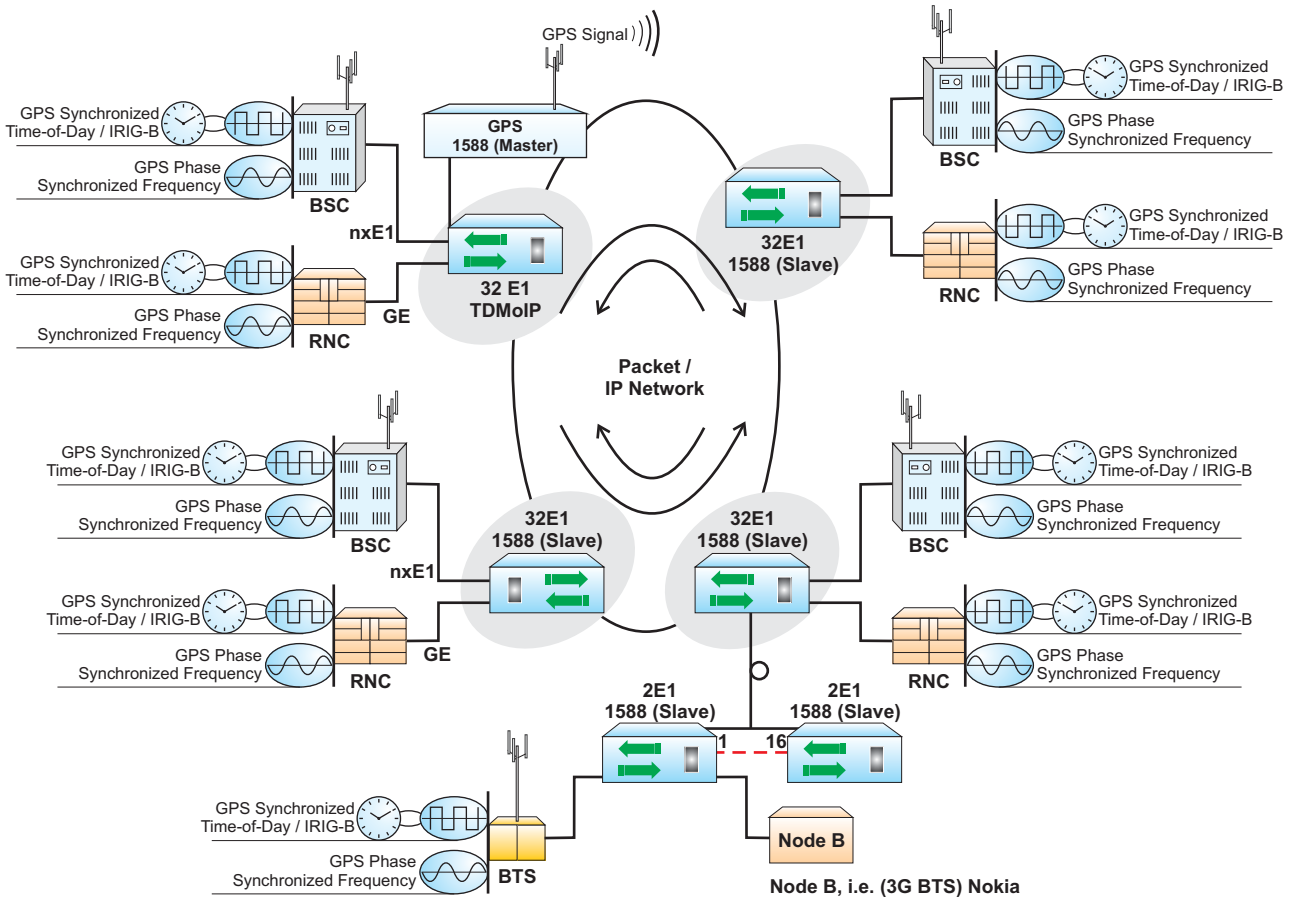 GPS Signal
GPS Synchronized
Time-of-Day / IRIG-B
GPS Phase
Synchronized Frequency
BSC
GPS
1588 (Master)
nxE1
GPS Synchronized
Time-of-Day / IRIG-B
GPS Phase
Synchronized Frequency
RNC
GE
32 E1
TDMoIP
GPS Synchronized
Time-of-Day / IRIG-B
GPS Phase
Synchronized Frequency
BSC
32E1
1588 (Slave)
GPS Synchronized
Time-of-Day / IRIG-B
GPS Phase
Synchronized Frequency
RNC
Packet /
IP Network
GPS Synchronized
Time-of-Day / IRIG-B
GPS Phase
Synchronized Frequency
BSC
nxE1
32E1
1588 (Slave)
GPS Synchronized
Time-of-Day / IRIG-B
GPS Phase
Synchronized Frequency
RNC
GE
32E1
1588 (Slave)
GPS Synchronized
Time-of-Day / IRIG-B
GPS Phase
Synchronized Frequency
BSC
GPS Synchronized
Time-of-Day / IRIG-B
GPS Phase
Synchronized Frequency
RNC
2E1
1588 (Slave)
2E1
1588 (Slave)
1
16
GPS Synchronized
Time-of-Day / IRIG-B
GPS Phase
Synchronized Frequency
BTS
Node B
Node B, i.e. (3G BTS) Nokia